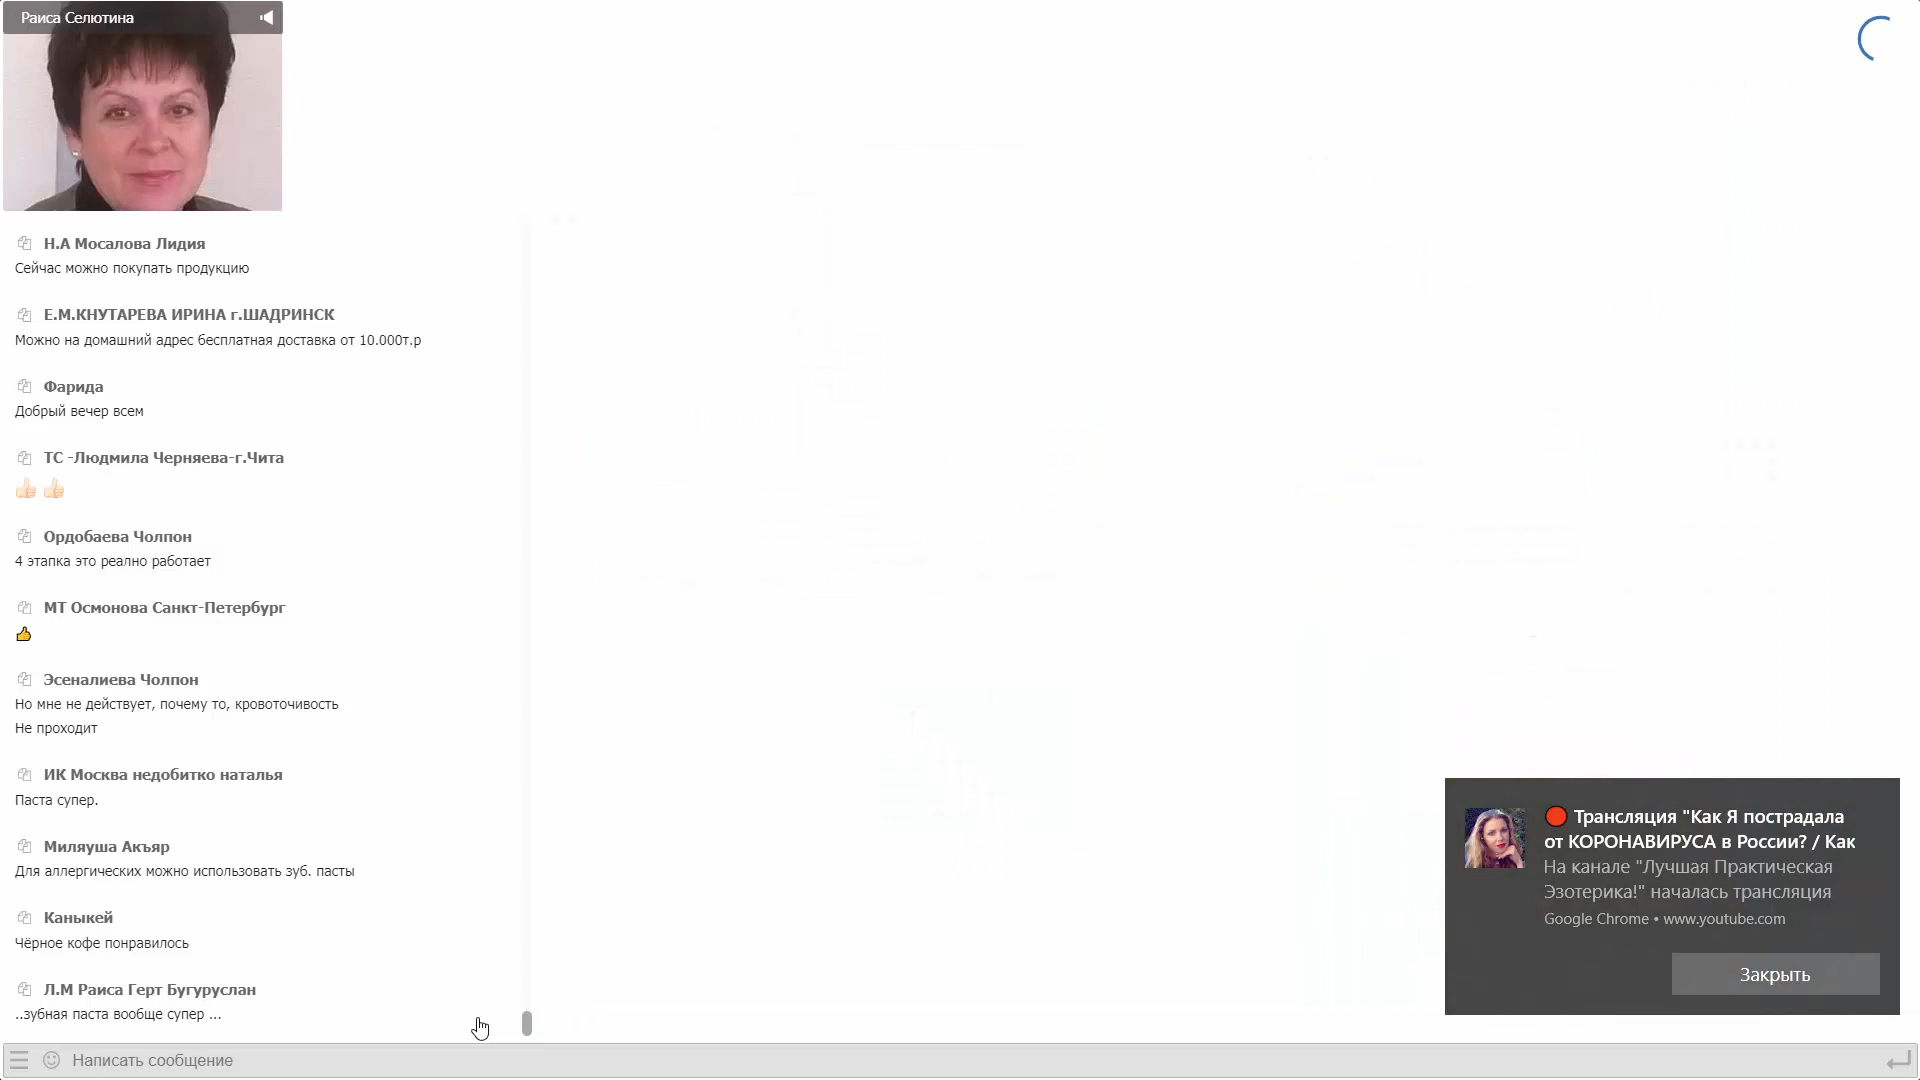 Раиса Селютина
Н.А Мосалова Лидия
Сейчас можно покупать продукцию
Е.М.КНУТАРЕВА ИРИНА г.ШАДРИНСК
Можно на домашний адрес бесплатная доставка от 10.000т.р
Фарида
Добрый вечер всем
ТС -Людмила Черняева-г.Чита
Ордобаева Чолпон
4 этапка это реално работает
МТ Осмонова Санкт-Петербург
Эсеналиева Чолпон
Но мне не действует, почему то, кровоточивость
Не проходит
ИК Москва недобитко наталья
Паста супер.
Миляуша Акъяр
Для аллергических можно использовать зуб. пасты
Каныкей
Чёрное кофе понравилось
Л.М Раиса Герт Бугуруслан
..зубная паста вообще супер ...
Написать сообщение
Трансляция "Как Я пострадала
от КОРОНАВИРУСА в России? / Как
На канале "Лучшая Практическая
Эзотерика!" началась трансляция
Google Chrome • www.youtube.com
Закрыть